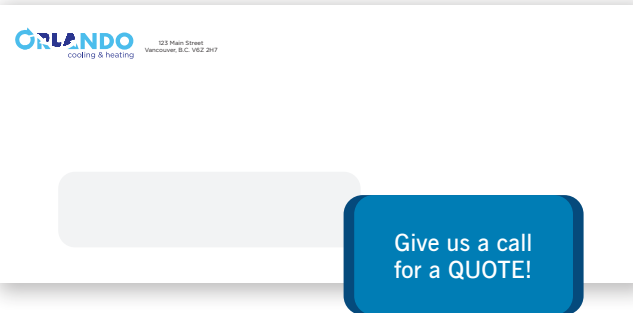 ORLANDO
cooling & heating
123 Main Street
Vancouver, B.C. V6Z 2H7
Give us a call
for a QUOTE!